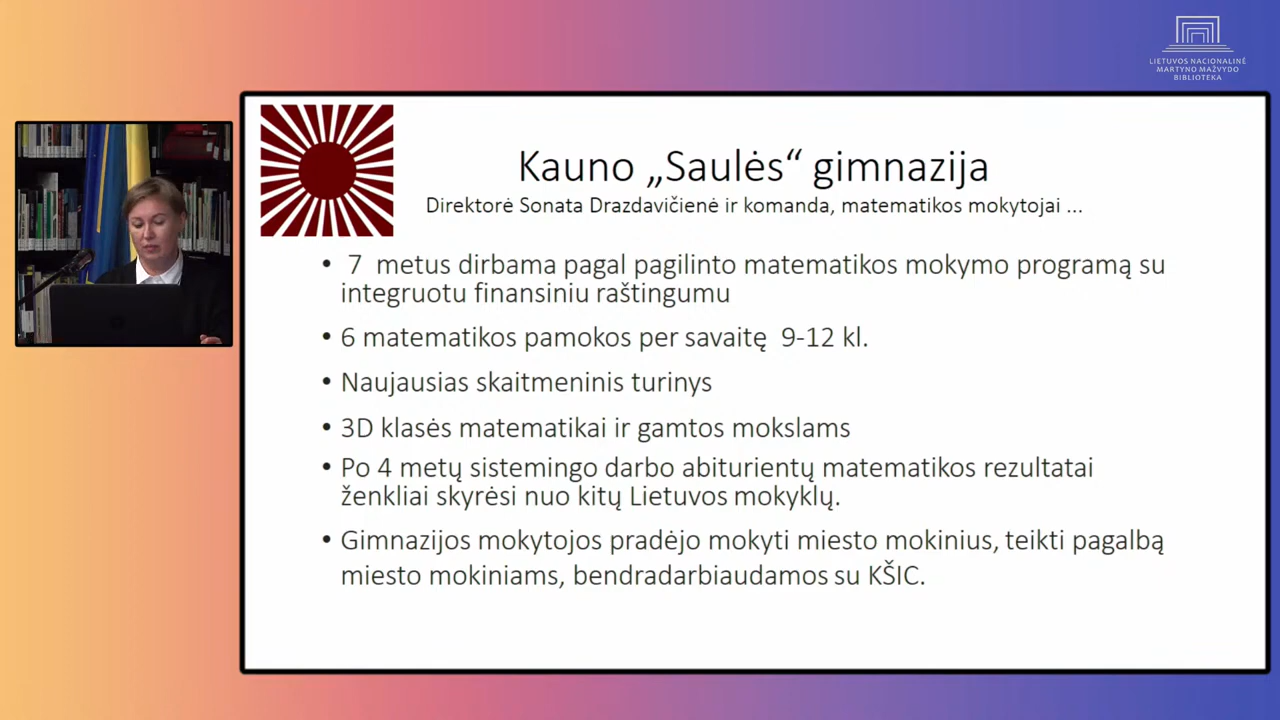 LIETUVOS NACIONALINĖ
MARTYNO MAŽVYDO
BIBLIOTEKA
Kauno „Saulės“ gimnazija
Direktorė Sonata Drazdavičienė ir komanda, matematikos mokytojai ...
• 7 metus dirbama pagal pagilinto matematikos mokymo programą su
integruotu finansiniu raštingumu
• 6 matematikos pamokos per savaitę 9-12 kl.
• Naujausias skaitmeninis turinys
• 3D klasės matematikai ir gamtos mokslams
• Po 4 metų sistemingo darbo abiturientų matematikos rezultatai
ženkliai skyrėsi nuo kitų Lietuvos mokyklų.
• Gimnazijos mokytojos pradėjo mokyti miesto mokinius, teikti pagalbą
miesto mokiniams, bendradarbiaudamos su KŠIC.